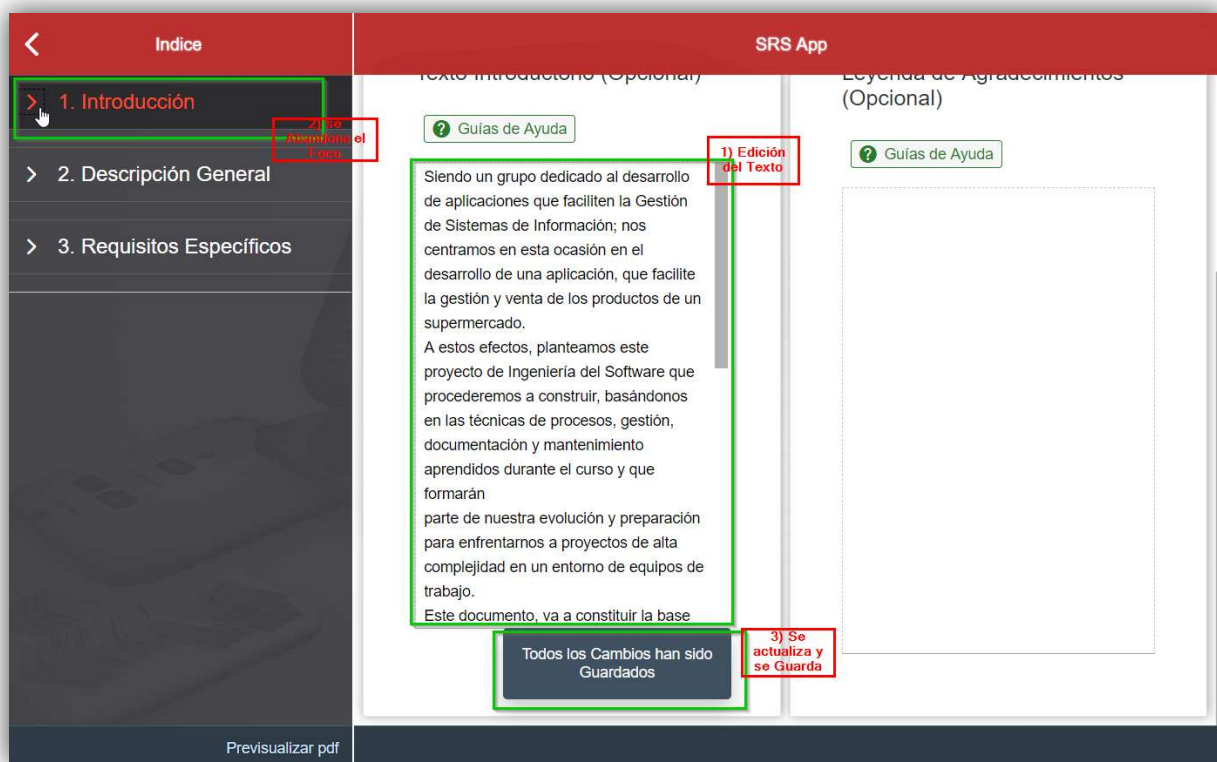 Indice
SRS App
1. Introducción
2. Descripción General
3. Requisitos Específicos
Previsualizar pdf
2) se
Abandona el
Foco
Texto Introductorio (Opcional)
Guías de Ayuda
1) Edición
del Texto
Siendo un grupo dedicado al desarrollo
de aplicaciones que faciliten la Gestión
de Sistemas de Información; nos
centramos en esta ocasión en el
desarrollo de una aplicación, que facilite
la gestión y venta de los productos de un
supermercado.
A estos efectos, planteamos este
proyecto de Ingeniería del Software que
procederemos a construir, basándonos
en las técnicas de procesos, gestión,
documentación y mantenimiento
aprendidos durante el curso y que
formarán
parte de nuestra evolución y preparación
para enfrentarnos a proyectos de alta
complejidad en un entorno de equipos de
trabajo.
Este documento, va a constituir la base
Todos los Cambios han sido
Guardados
3) Se
actualiza y
se Guarda
Leyenda de Agradecimientos
(Opcional)
Guías de Ayuda